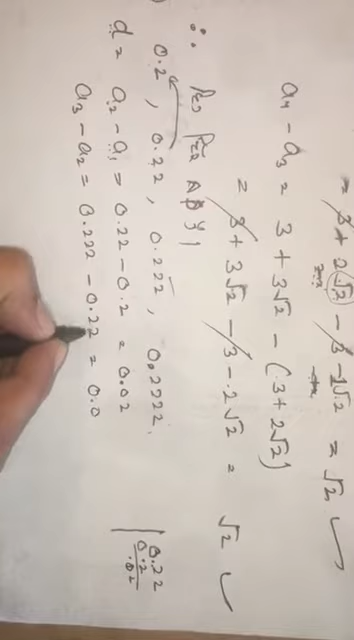 = 3 + 2√2 - 3 - 1√2 = √2 ✓
a4 - a3 = 3 + 3√2 - (3 + 2√2)
= 3 + 3√2 - 3 - 2√2 = √2 ✓
∴
0.2, 0.22, 0.222, 0.2222,
d = a2 - a1 = 0.22 - 0.2 = 0.02
0.22
0.2
.02
a3 - a2 = 0.222 - 0.22 = 0.0